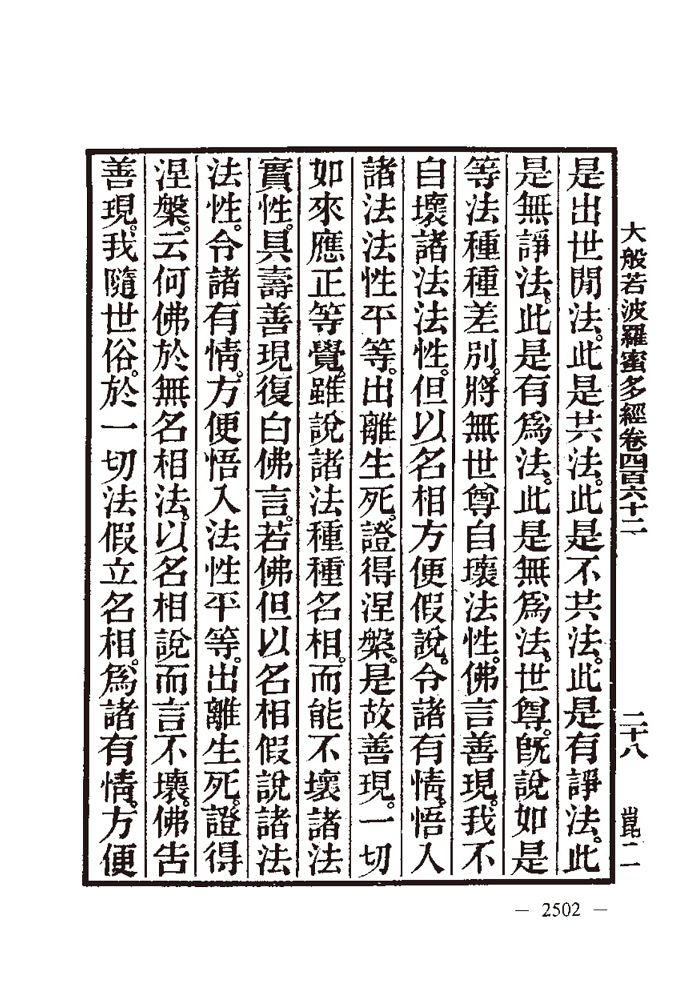 大般若波羅蜜多經卷四百六十二　二十八　崑二
是出世閒法。此是共法。此是不共法。此是有諍法。此
是無諍法。此是有爲法。此是無爲法。世尊。旣說如是
等法種種差別。將無世尊自壞法性。佛言善現。我不
自壞諸法法性。但以名相方便假說。令諸有情。悟入
諸法法性平等。出離生死。證得涅槃。是故善現。一切
如來應正等覺。雖說諸法種種名相。而能不壞諸法
實性。具壽善現復白佛言。若佛但以名相假說諸法
法性。令諸有情。方便悟入法性平等。出離生死。證得
涅槃。云何佛於無名相法。以名相說而言不壞。佛告
善現。我隨世俗。於一切法假立名相。爲諸有情。方便
— 2502 —